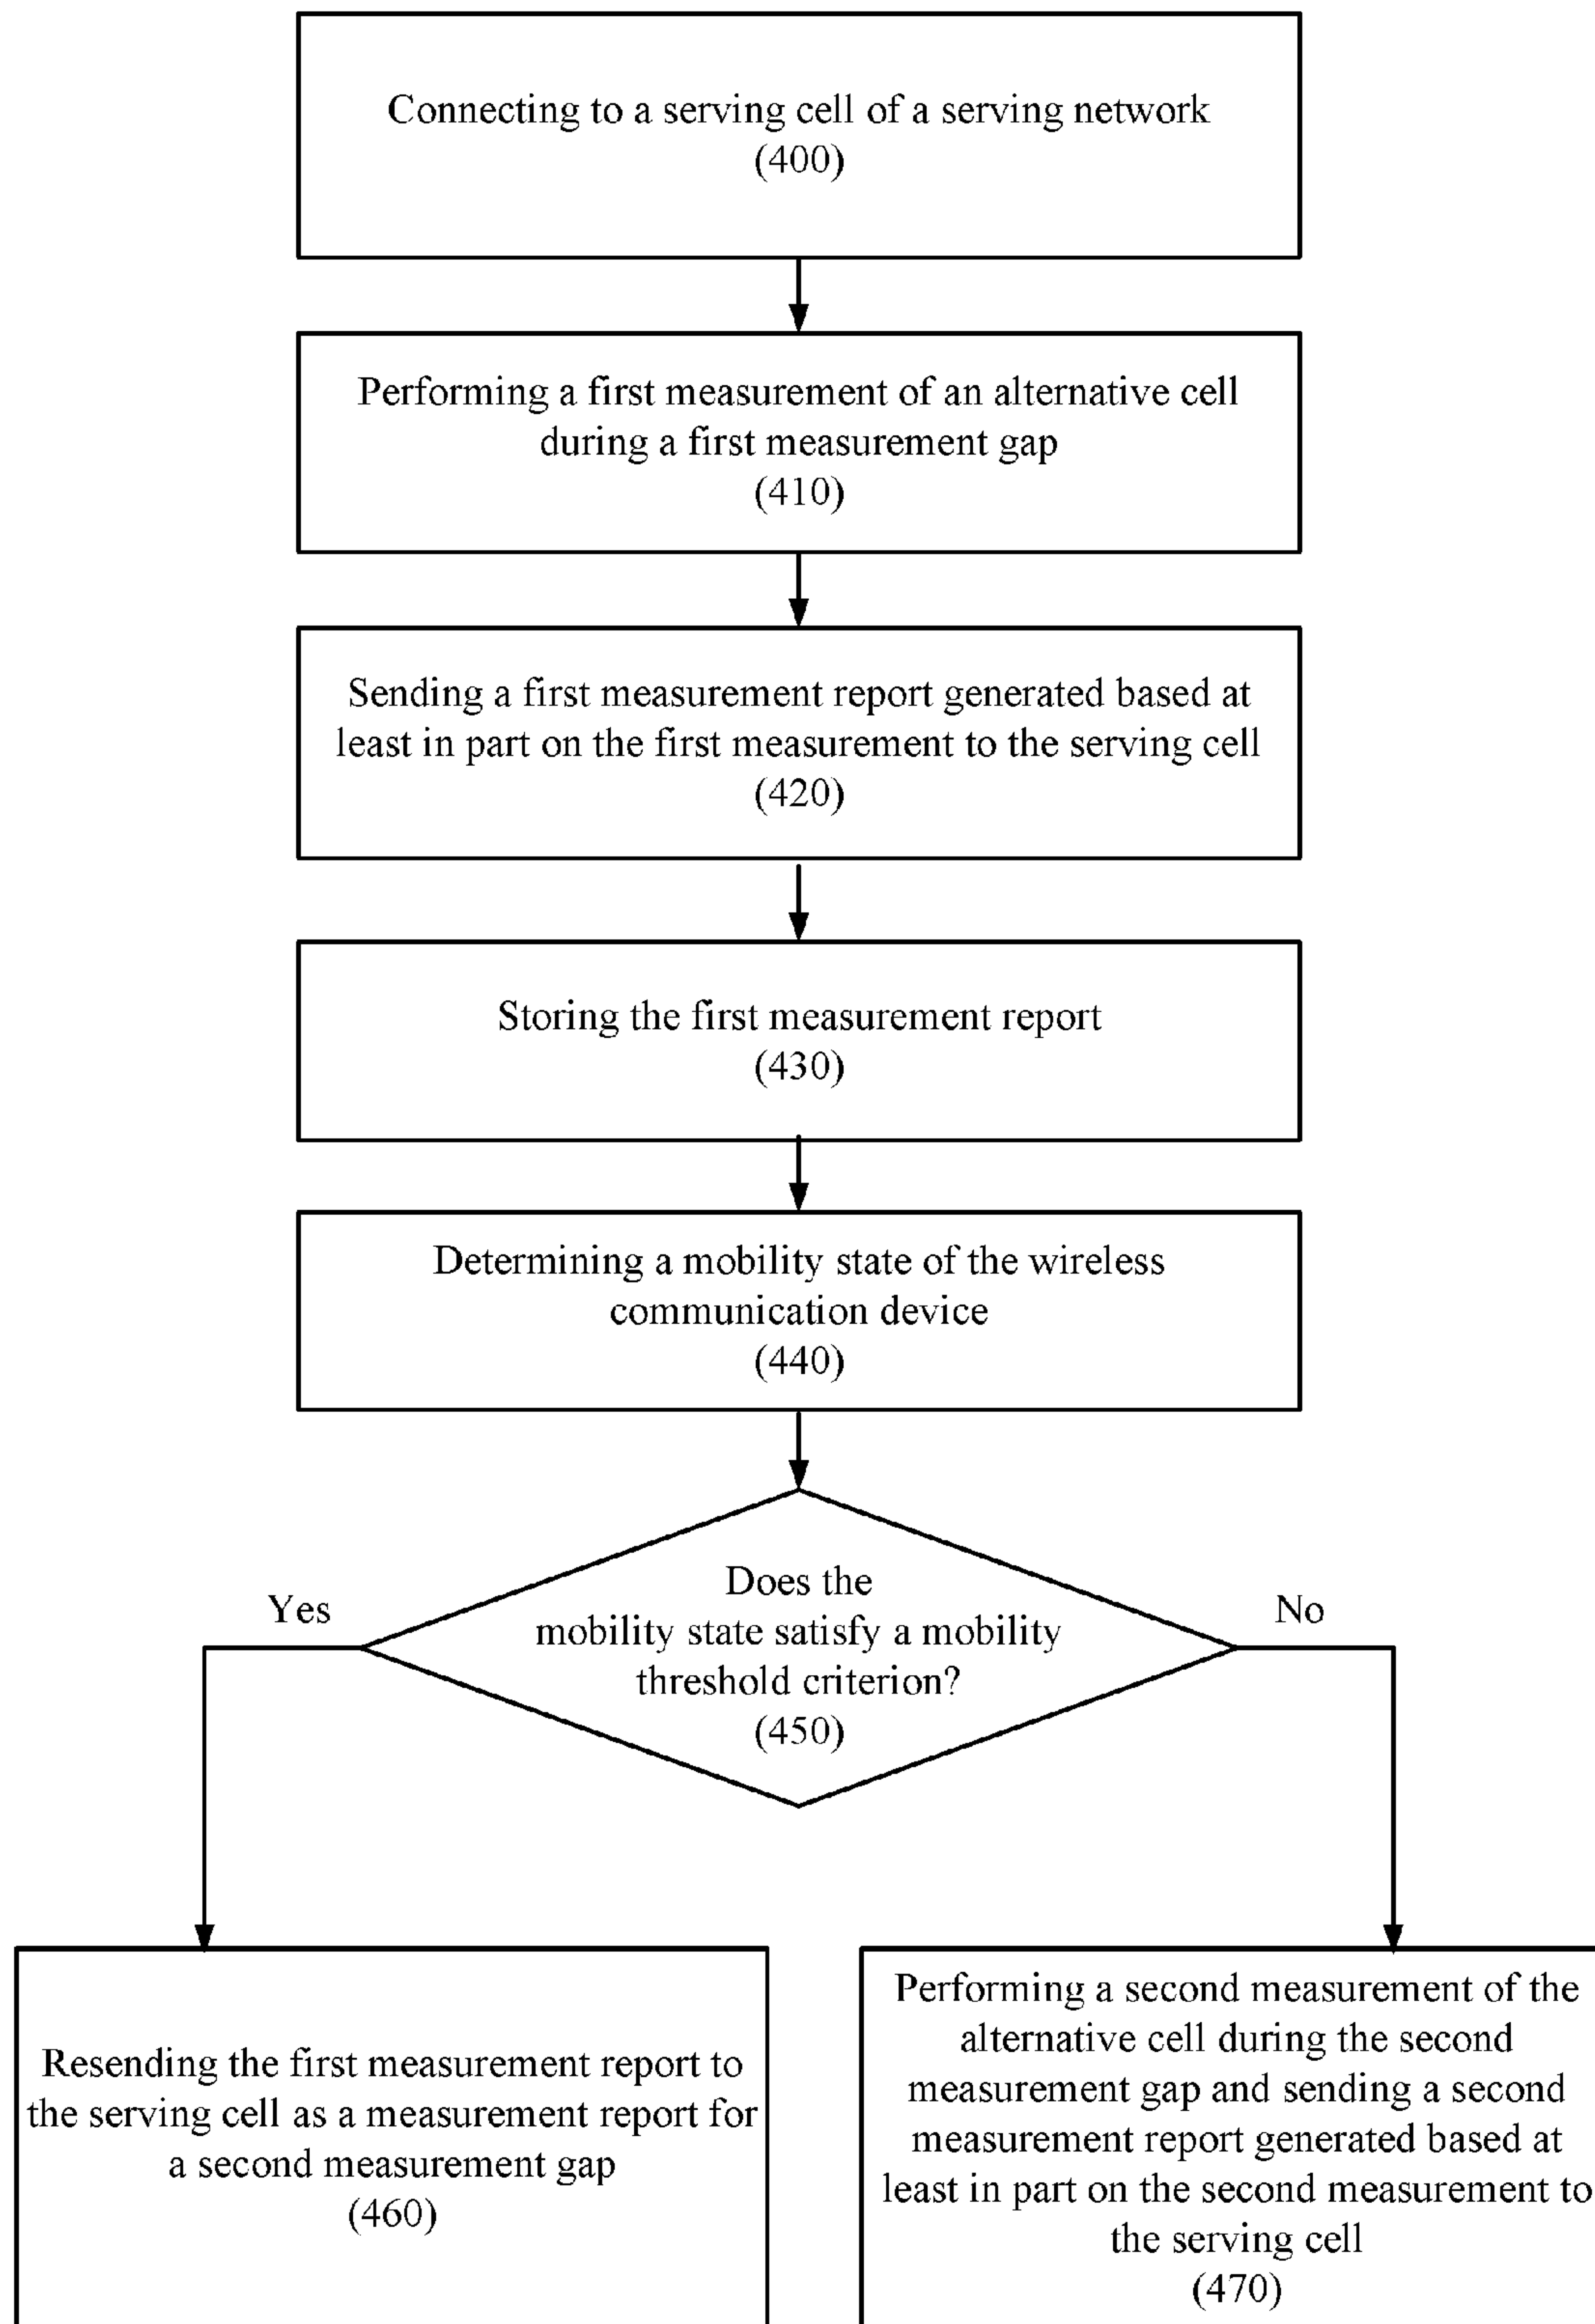 Connecting to a serving cell of a serving network
(400)
Performing a first measurement of an alternative cell
during a first measurement gap
(410)
Sending a first measurement report generated based at
least in part on the first measurement to the serving cell
(420)
Storing the first measurement report
(430)
Determining a mobility state of the wireless
communication device
(440)
Does the
mobility state satisfy a mobility
threshold criterion?
(450)
Yes
No
Resending the first measurement report to
the serving cell as a measurement report for
a second measurement gap
(460)
Performing a second measurement of the
alternative cell during the second
measurement gap and sending a second
measurement report generated based at
least in part on the second measurement to
the serving cell
(470)